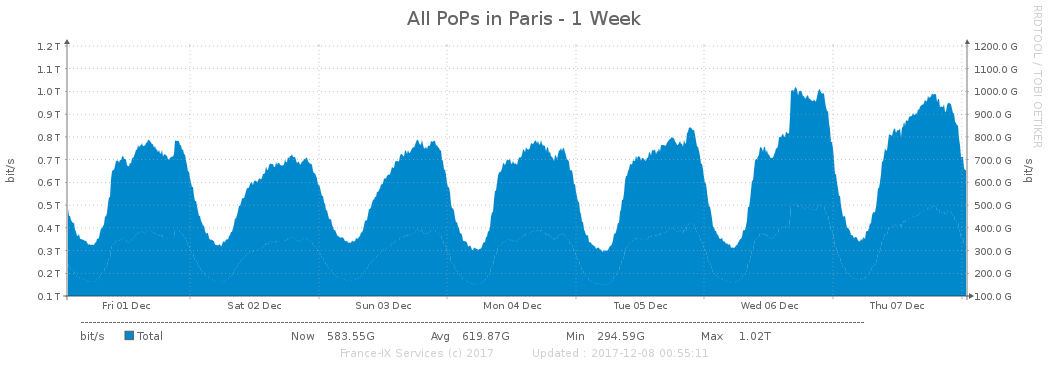 All PoPs in Paris - 1 Week
RRDTOOL / TOBI OETIKER
bit/s
1.2 T
1.1 T
1.0 T
0.9 T
0.8 T
0.7 T
0.6 T
0.5 T
0.4 T
0.3 T
0.2 T
0.1 T
1200.0 G
1100.0 G
1000.0 G
900.0 G
800.0 G
700.0 G
600.0 G
500.0 G
400.0 G
300.0 G
200.0 G
100.0 G
bit/s
Fri 01 Dec Sat 02 Dec Sun 03 Dec Mon 04 Dec Tue 05 Dec Wed 06 Dec Thu 07 Dec
bit/s Total Now 583.55G Avg 619.87G Min 294.59G Max 1.02T
France-IX Services (c) 2017 Updated : 2017-12-08 00:55:11